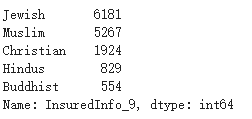 Jewish 6181
Muslim 5267
Christian 1924
Hindus 829
Buddhist 554
Name: InsuredInfo_9, dtype: int64